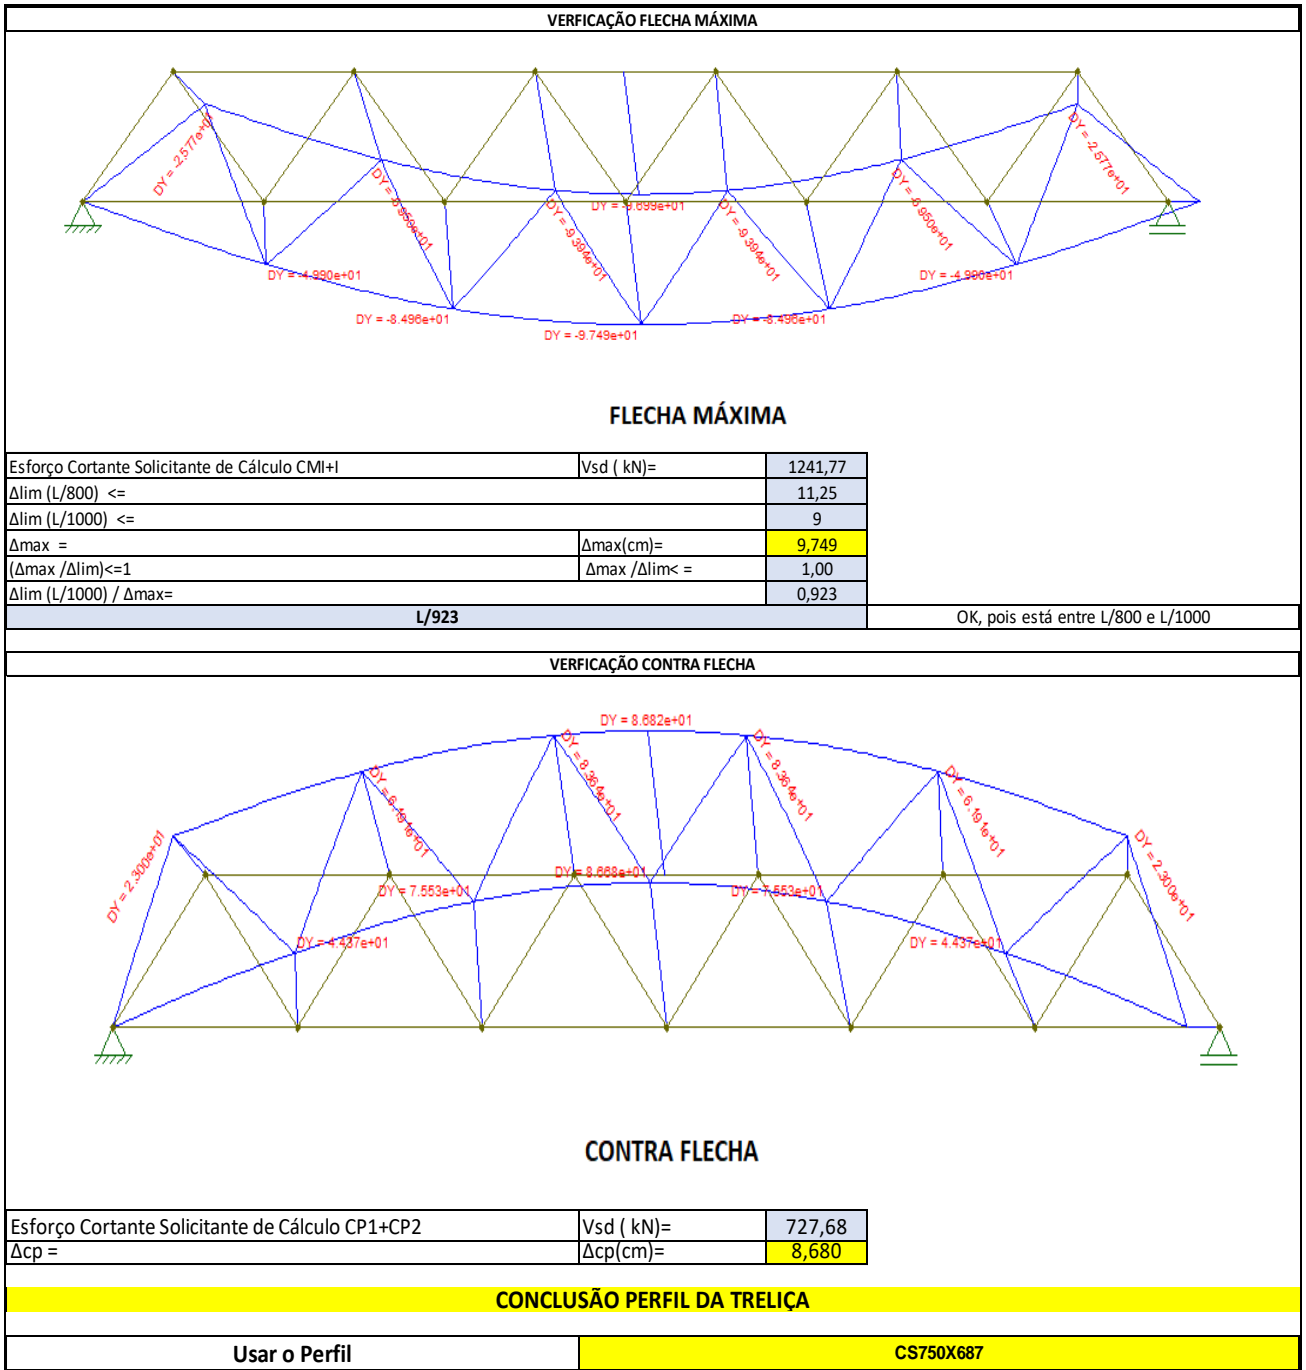 VERFICAÇÃO FLECHA MÁXIMA
DY = -2.577e+01
DY = -6.950e+01
DY = -9.394e+01
DY = -9.699e+01
DY = -9.394e+01
DY = -6.950e+01
DY = -2.577e+01
DY = -4.990e+01
DY = -8.496e+01
DY = -9.749e+01
DY = -8.496e+01
DY = -4.990e+01
FLECHA MÁXIMA
Esforço Cortante Solicitante de Cálculo CMI+I Vsd ( kN)= 1241,77
Δlim (L/800) <= 11,25
Δlim (L/1000) <= 9
Δmax = Δmax(cm)= 9,749
(Δmax /Δlim)<=1 Δmax /Δlim< = 1,00
Δlim (L/1000) / Δmax= 0,923
L/923 OK, pois está entre L/800 e L/1000
VERFICAÇÃO CONTRA FLECHA
DY = 8.682e+01
DY = 2.300e+01
DY = 6.191e+01
DY = 8.364e+01
DY = 8.364e+01
DY = 6.191e+01
DY = 2.300e+01
DY = 4.437e+01
DY = 7.553e+01
DY = 8.668e+01
DY = 7.553e+01
DY = 4.437e+01
CONTRA FLECHA
Esforço Cortante Solicitante de Cálculo CP1+CP2 Vsd ( kN)= 727,68
Δcp = Δcp(cm)= 8,680
CONCLUSÃO PERFIL DA TRELIÇA
Usar o Perfil CS750X687